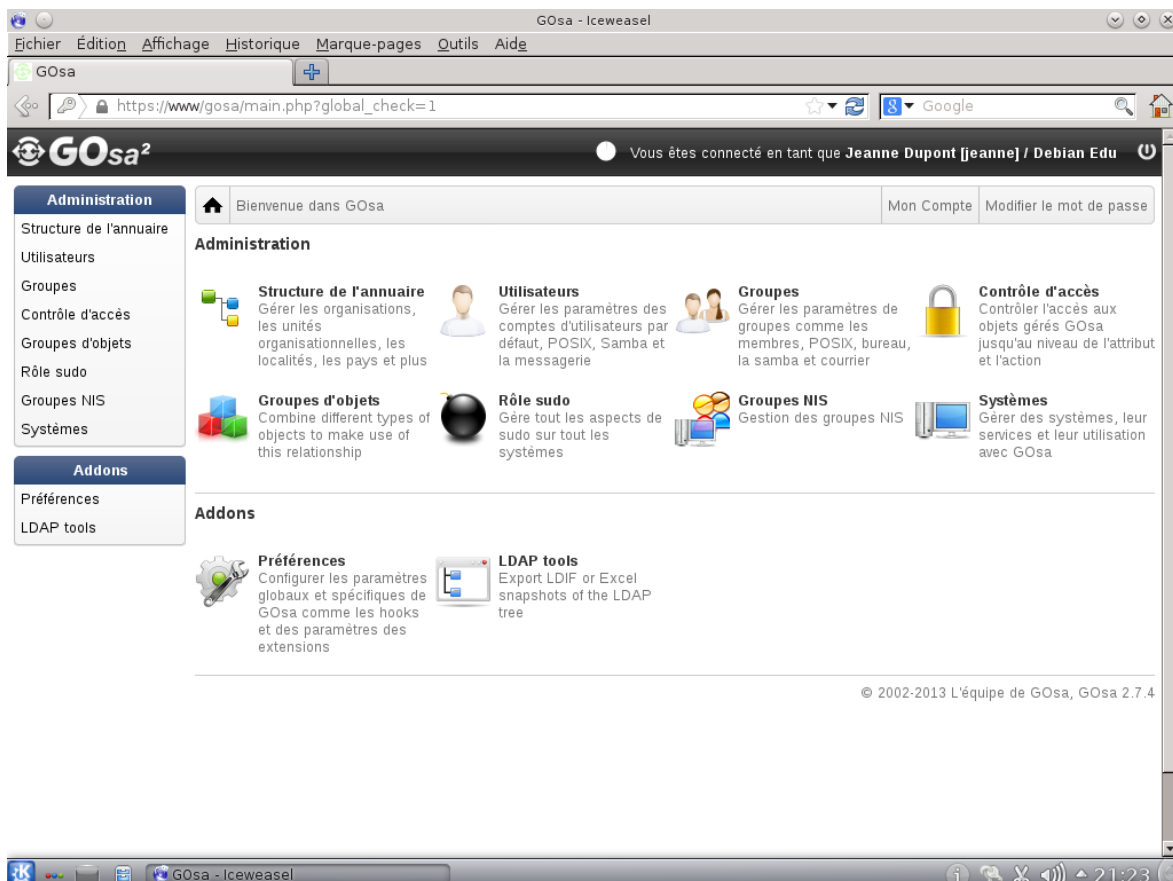 GOsa - Iceweasel
Fichier Édition Affichage Historique Marque-pages Outils Aide
GOsa
https://www/gosa/main.php?global_check=1
Google
GOsa²
Vous êtes connecté en tant que Jeanne Dupont [jeanne] / Debian Edu
Administration
Structure de l'annuaire
Utilisateurs
Groupes
Contrôle d'accès
Groupes d'objets
Rôle sudo
Groupes NIS
Systèmes
Addons
Préférences
LDAP tools
Bienvenue dans GOsa
Mon Compte
Modifier le mot de passe
Administration
Structure de l'annuaire
Gérer les organisations,
les unités
organisationnelles, les
localités, les pays et plus
Utilisateurs
Gérer les paramètres des
comptes d'utilisateurs par
défaut, POSIX, Samba et
la messagerie
Groupes
Gérer les paramètres de
groupes comme les
membres, POSIX, bureau,
la samba et courrier
Contrôle d'accès
Contrôler l'accès aux
objets gérés GOsa
jusqu'au niveau de l'attribut
et l'action
Groupes d'objets
Combine different types of
objects to make use of
this relationship
Rôle sudo
Gère tout les aspects de
sudo sur tout les
systèmes
Groupes NIS
Gestion des groupes NIS
Systèmes
Gérer des systèmes, leur
services et leur utilisation
avec GOsa
Addons
Préférences
Configurer les paramètres
globaux et spécifiques de
GOsa comme les hooks
et des paramètres des
extensions
LDAP tools
Export LDIF or Excel
snapshots of the LDAP
tree
© 2002-2013 L'équipe de GOsa, GOsa 2.7.4
GOsa - Iceweasel
21:23